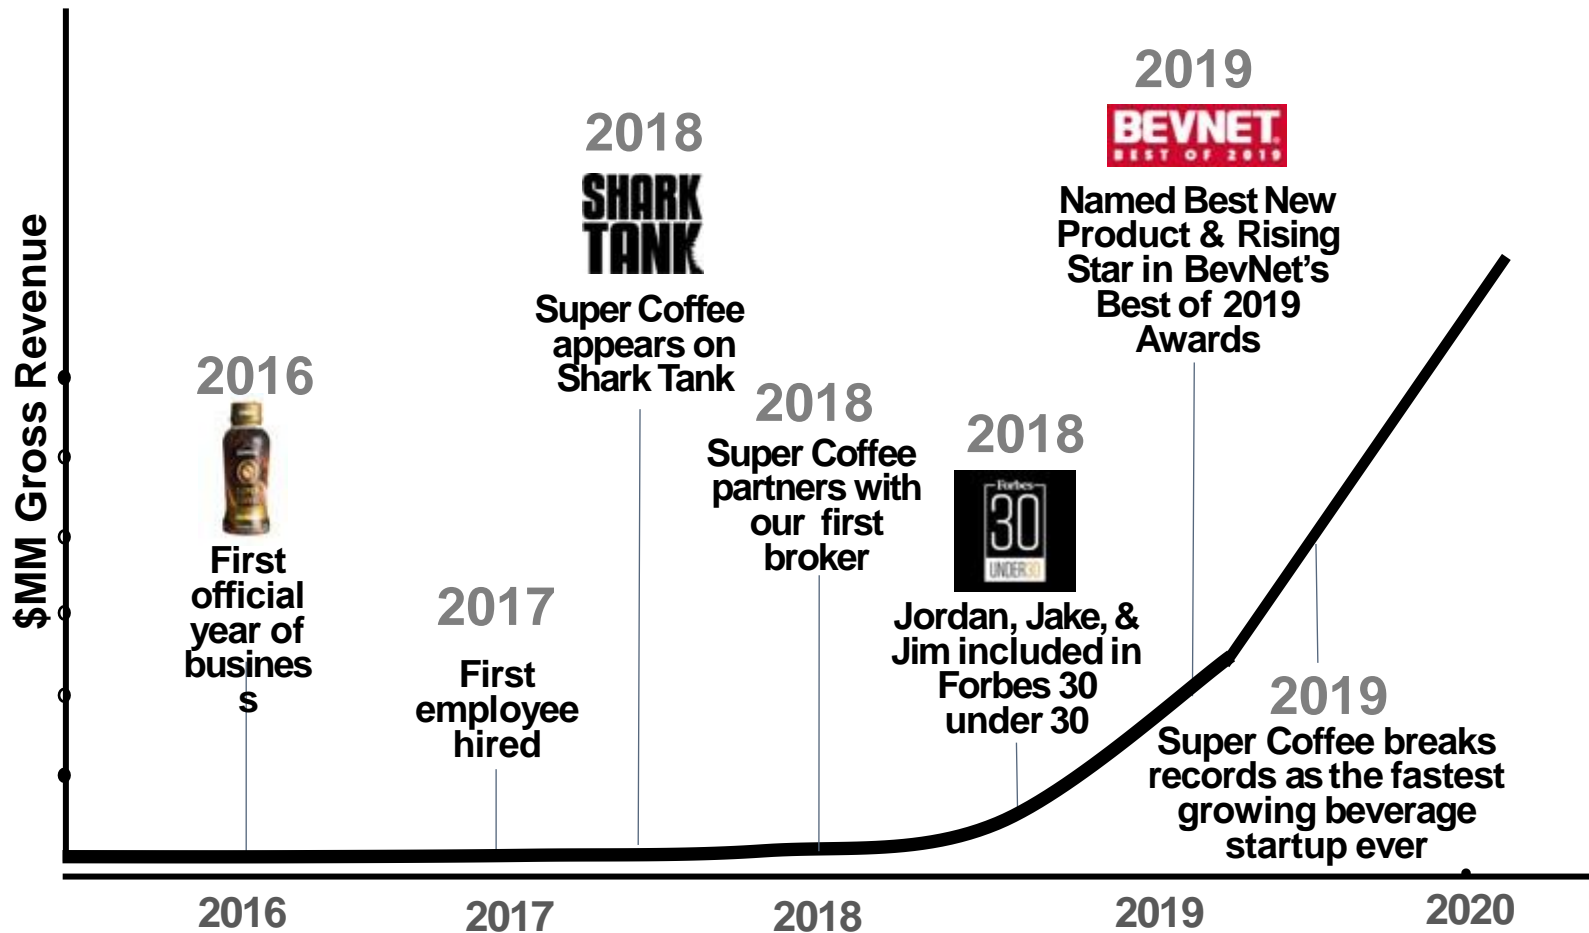 $MM Gross Revenue
2016
First
official
year of
busines
s
2017
First
employee
hired
2018
SHARK
TANK
Super Coffee
appears on
Shark Tank
2018
Super Coffee
partners with
our first
broker
2018
Forbes
30
UNDER30
Jordan, Jake, &
Jim included in
Forbes 30
under 30
2019
BEVNET
BEST OF 2019
Named Best New
Product & Rising
Star in BevNet’s
Best of 2019
Awards
2019
Super Coffee breaks
records as the fastest
growing beverage
startup ever
2016
2017
2018
2019
2020